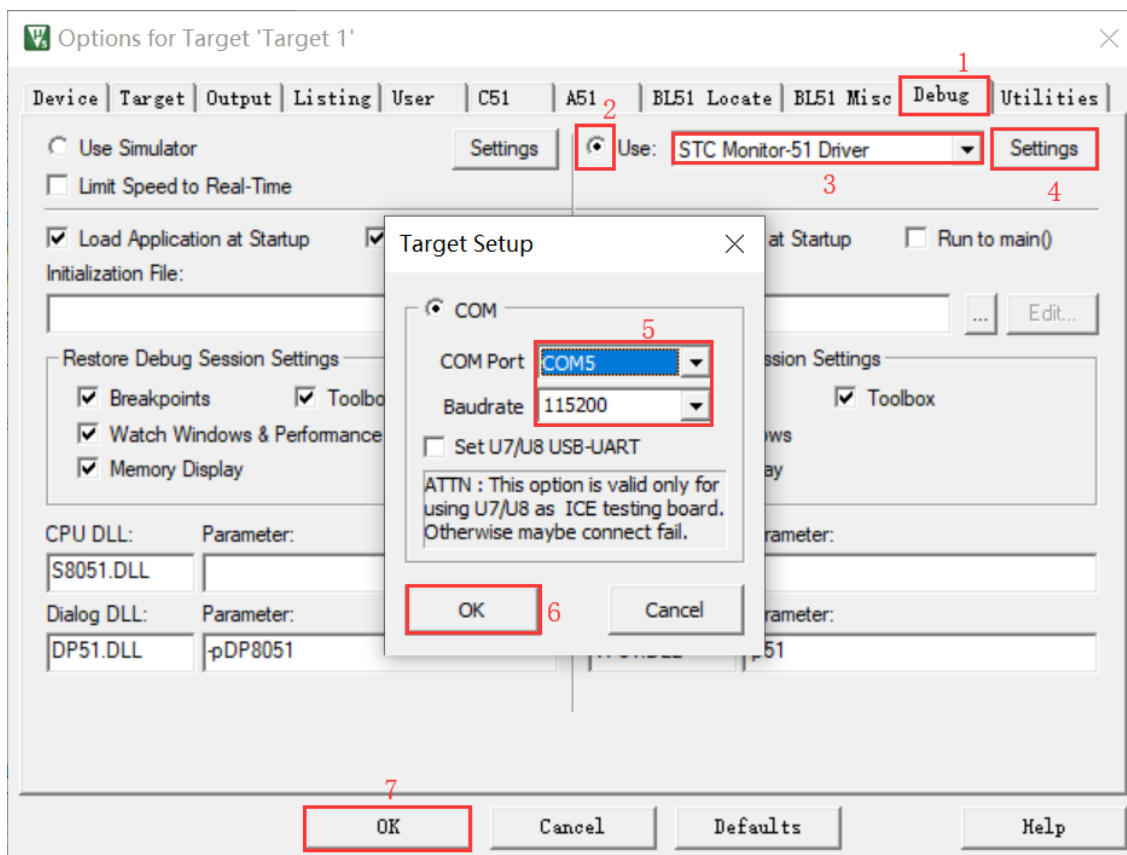 Options for Target 'Target 1'
1
Device Target Output Listing User C51 A51 BL51 Locate BL51 Misc Debug Utilities
2
Use Simulator Settings Use: STC Monitor-51 Driver Settings
Limit Speed to Real-Time 3 4
Load Application at Startup at Startup Run to main()
Initialization File:
... Edit...
Restore Debug Session Settings ssion Settings
Breakpoints Toolbo Toolbox
Watch Windows & Performance ows
Memory Display ay
CPU DLL: Parameter: rameter:
S8051.DLL
Dialog DLL: Parameter: rameter:
DP51.DLL -pDP8051 p51
Target Setup
COM
5
COM Port COM5
Baudrate 115200
Set U7/U8 USB-UART
ATTN : This option is valid only for
using U7/U8 as ICE testing board.
Otherwise maybe connect fail.
OK 6 Cancel
7
OK Cancel Defaults Help